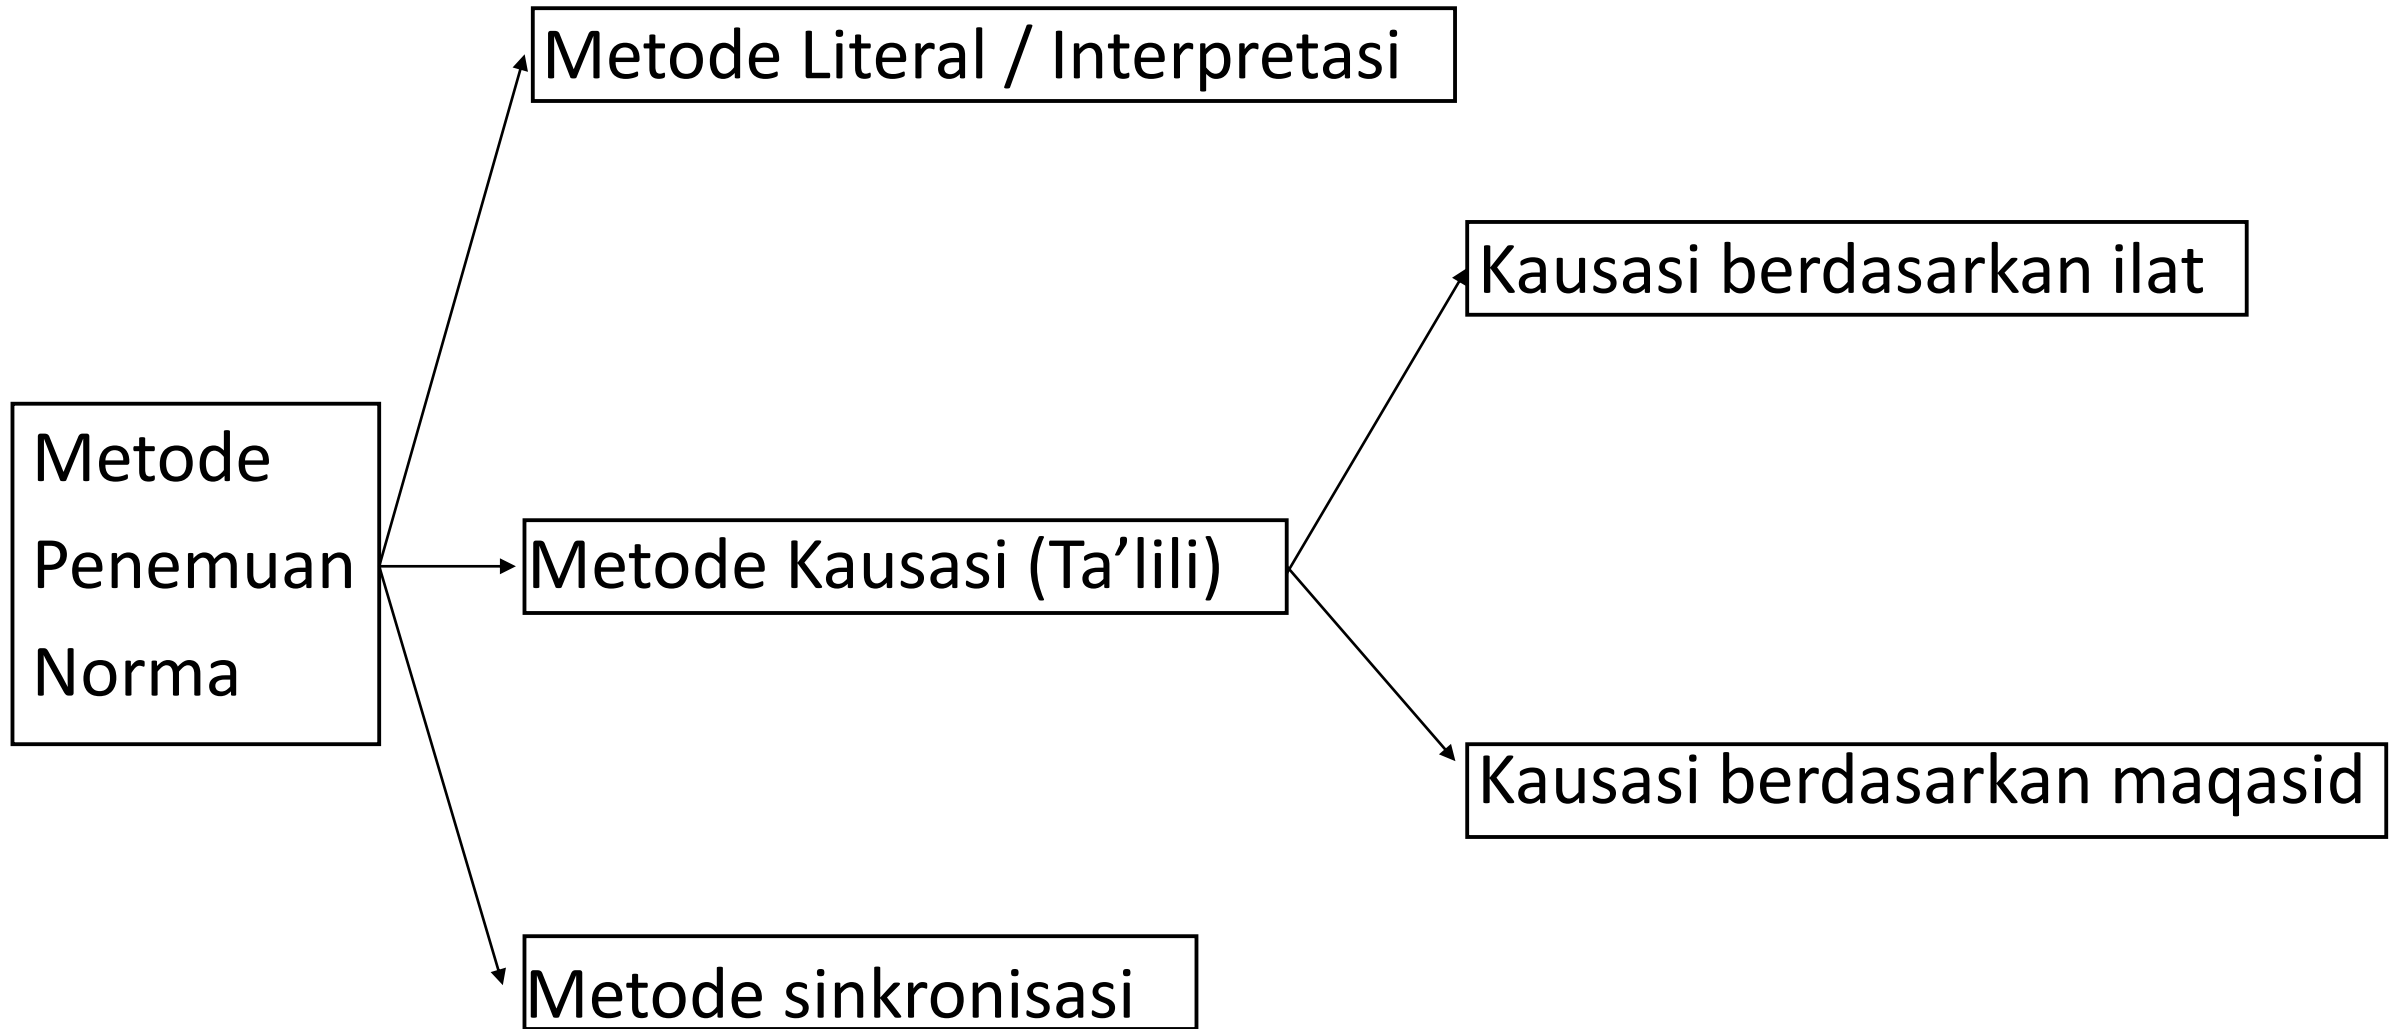 Metode Literal / Interpretasi
Kausasi berdasarkan ilat
Metode
Penemuan
Norma
Metode Kausasi (Ta’lili)
Kausasi berdasarkan maqasid
Metode sinkronisasi